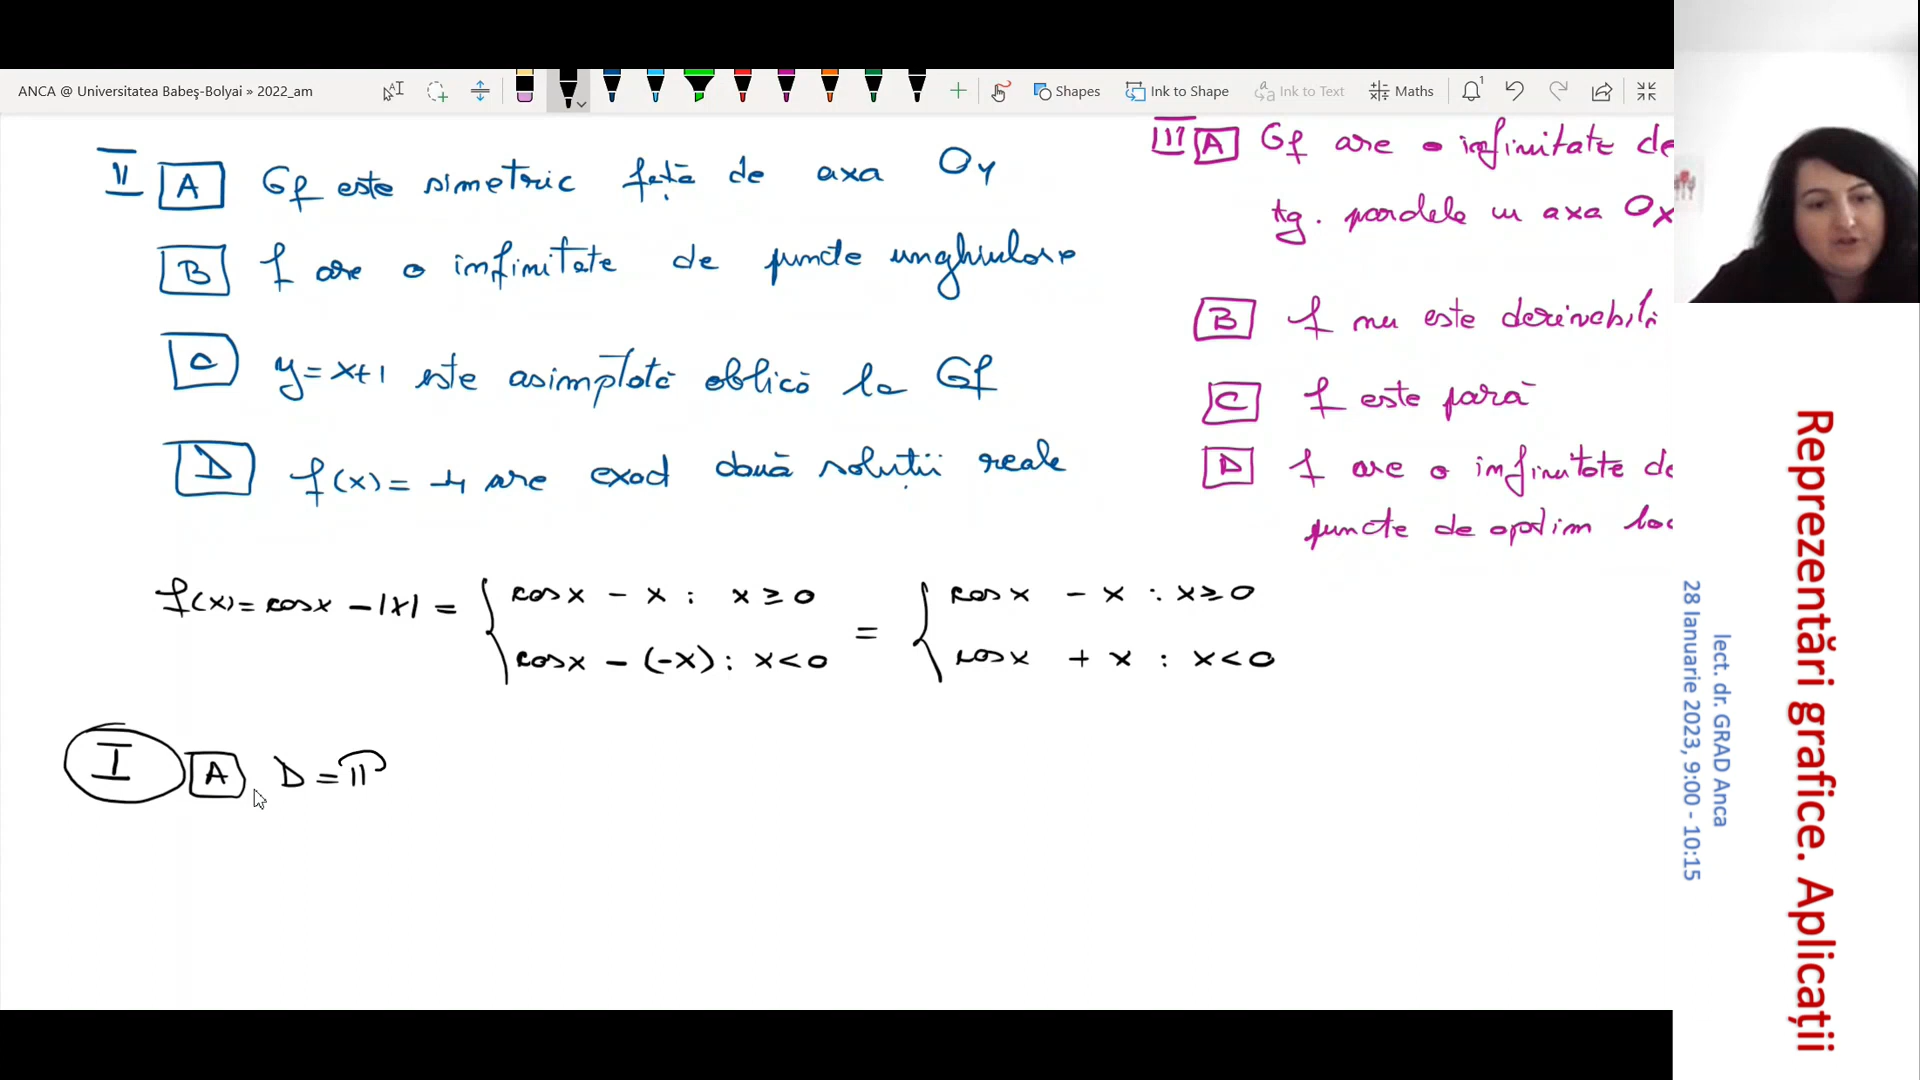 ANCA @ Universitatea Babeș-Bolyai » 2022_am
Shapes
Ink to Shape
Ink to Text
Maths
1
II A Gf este simetric față de axa Oy
B f are o infinitate de puncte unghiulare
C y=x+1 este asimptotă oblică la Gf
D f(x) = -4 are exact două soluții reale
III A Gf are o infinitate de
tg. paralele cu axa Ox
B f nu este derivabilă
C f este pară
D f are o infinitate de
puncte de optim loc
f(x) = cosx - |x| = { cosx - x : x ≥ 0 = { cosx - x : x ≥ 0
cosx - (-x) : x < 0 cosx + x : x < 0
I A D =
Reprezentări grafice. Aplicații
lect. dr. GRAD Anca
28 Ianuarie 2023, 9:00 - 10:15